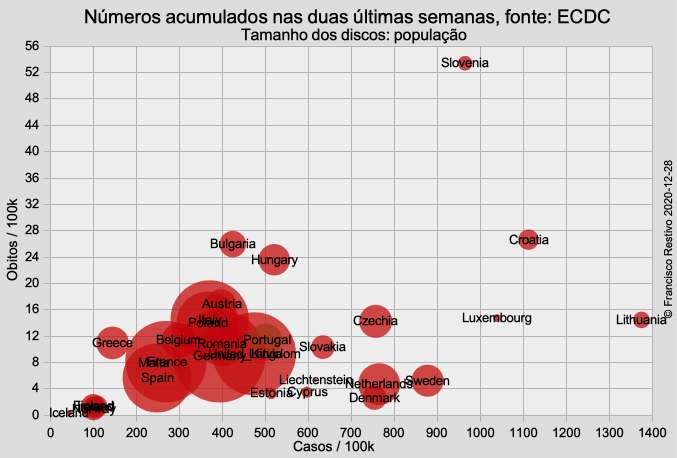 Números acumulados nas duas últimas semanas, fonte: ECDC
Tamanho dos discos: população
Obitos / 100k
56
52
48
44
40
36
32
28
24
20
16
12
8
4
0
Slovenia
Croatia
Bulgaria
Hungary
Austria
Italy
Poland
Czechia
Luxembourg
Lithuania
Greece
Belgium
Romania
Portugal
Slovakia
Germany
United_Kingdom
Malta
France
Spain
Liechtenstein
Netherlands
Sweden
Estonia
Cyprus
Denmark
Finland
Norway
Iceland
0 100 200 300 400 500 600 700 800 900 1000 1100 1200 1300 1400
Casos / 100k
© Francisco Restivo 2020-12-28